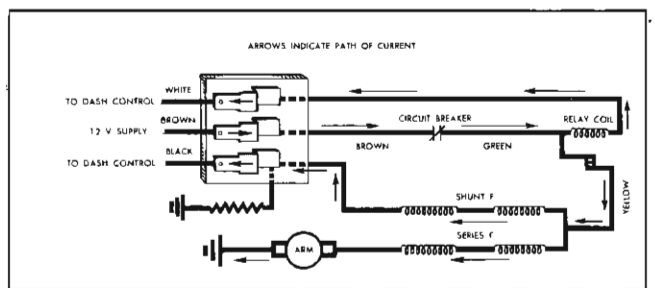 ARROWS INDICATE PATH OF CURRENT
WHITE
TO DASH CONTROL
BROWN
12 V SUPPLY
BLACK
TO DASH CONTROL
CIRCUIT BREAKER
RELAY COIL
BROWN
GREEN
YELLOW
SHUNT F
SERIES
ARM